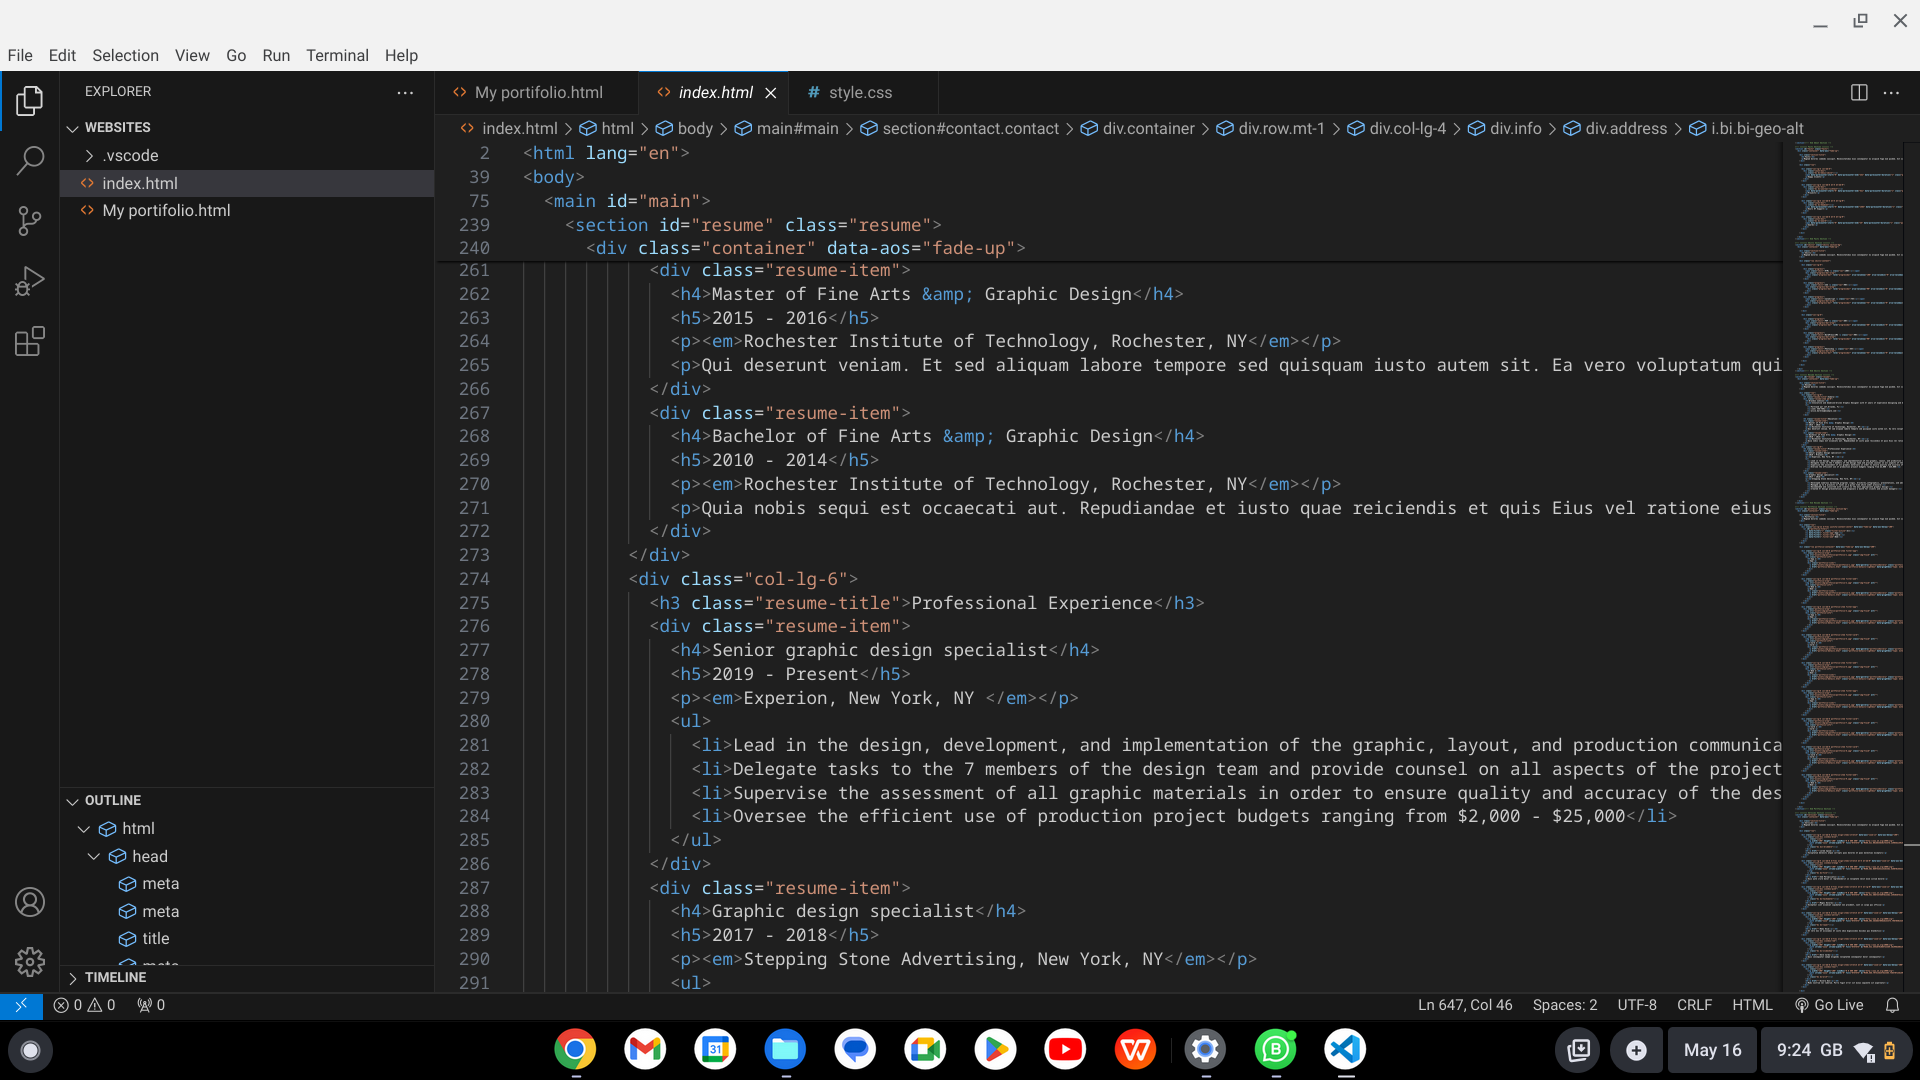 File Edit Selection View Go Run Terminal Help
EXPLORER
WEBSITES
.vscode
index.html
My portifolio.html
OUTLINE
html
head
meta
meta
title
TIMELINE
My portifolio.html
index.html
# style.css
index.html > html > body > main#main > section#contact.contact > div.container > div.row.mt-1 > div.col-lg-4 > div.info > div.address > i.bi.bi-geo-alt
2 <html lang="en">
39 <body>
75 <main id="main">
239 <section id="resume" class="resume">
240 <div class="container" data-aos="fade-up">
261 <div class="resume-item">
262 <h4>Master of Fine Arts &amp; Graphic Design</h4>
263 <h5>2015 - 2016</h5>
264 <p><em>Rochester Institute of Technology, Rochester, NY</em></p>
265 <p>Qui deserunt veniam. Et sed aliquam labore tempore sed quisquam iusto autem sit. Ea vero voluptatum qui
266 </div>
267 <div class="resume-item">
268 <h4>Bachelor of Fine Arts &amp; Graphic Design</h4>
269 <h5>2010 - 2014</h5>
270 <p><em>Rochester Institute of Technology, Rochester, NY</em></p>
271 <p>Quia nobis sequi est occaecati aut. Repudiandae et iusto quae reiciendis et quis Eius vel ratione eius
272 </div>
273 </div>
274 <div class="col-lg-6">
275 <h3 class="resume-title">Professional Experience</h3>
276 <div class="resume-item">
277 <h4>Senior graphic design specialist</h4>
278 <h5>2019 - Present</h5>
279 <p><em>Experion, New York, NY </em></p>
280 <ul>
281 <li>Lead in the design, development, and implementation of the graphic, layout, and production communica
282 <li>Delegate tasks to the 7 members of the design team and provide counsel on all aspects of the project
283 <li>Supervise the assessment of all graphic materials in order to ensure quality and accuracy of the des
284 <li>Oversee the efficient use of production project budgets ranging from $2,000 - $25,000</li>
285 </ul>
286 </div>
287 <div class="resume-item">
288 <h4>Graphic design specialist</h4>
289 <h5>2017 - 2018</h5>
290 <p><em>Stepping Stone Advertising, New York, NY</em></p>
291 <ul>
0 0 0 Ln 647, Col 46 Spaces: 2 UTF-8 CRLF HTML Go Live
31
May 16 9:24 GB